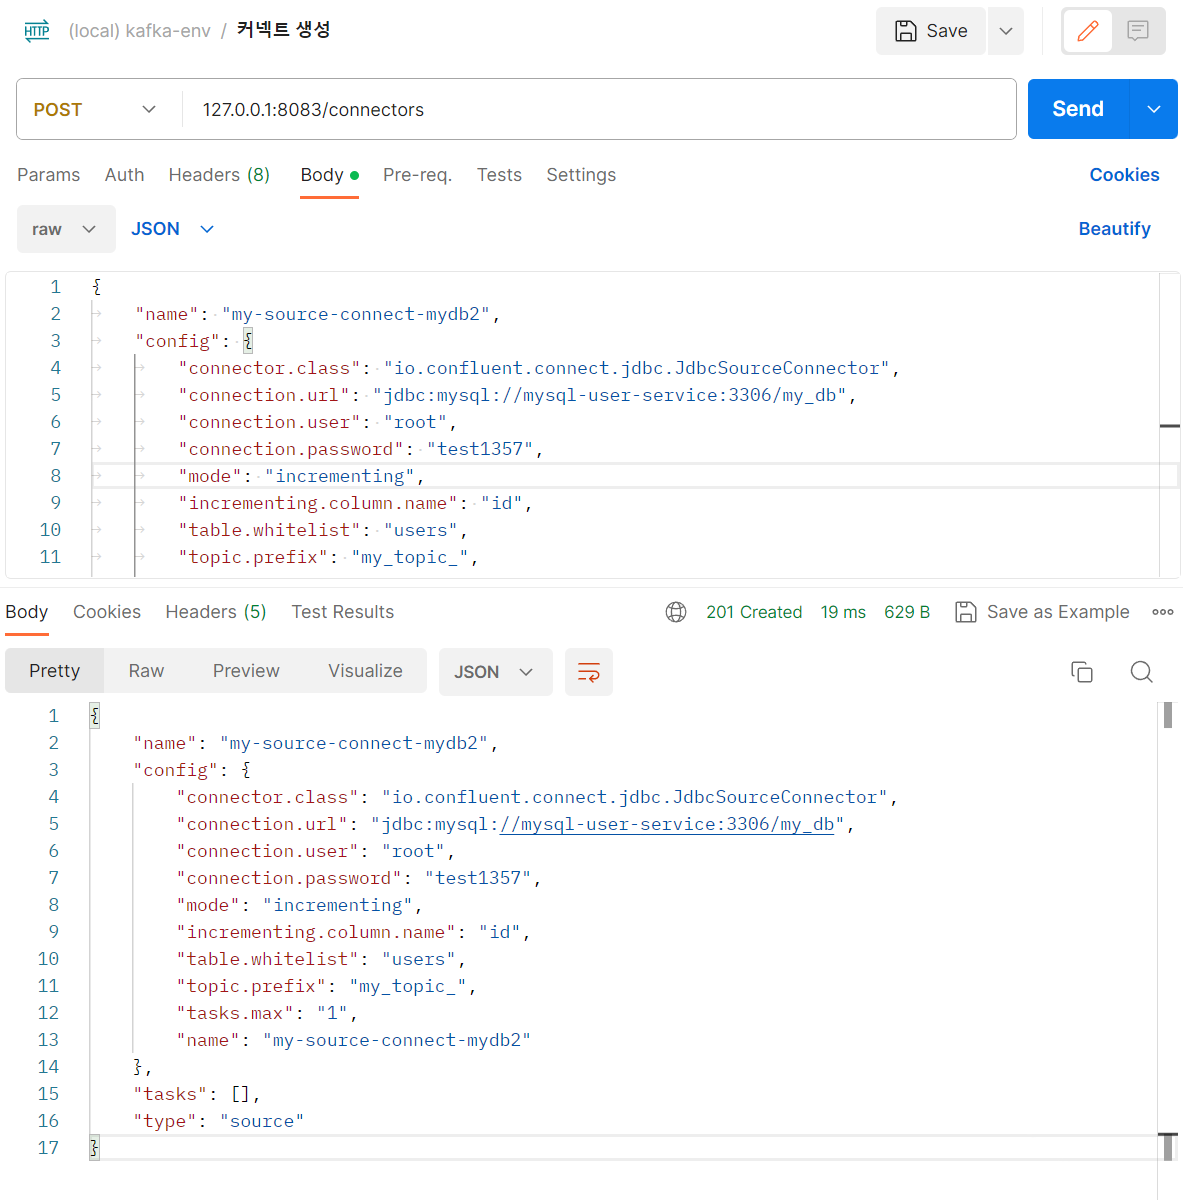 HTTP (local) kafka-env / 커넥트 생성 Save
POST 127.0.0.1:8083/connectors Send
Params Auth Headers (8) Body Pre-req. Tests Settings Cookies
raw JSON Beautify
1 {
2 "name": "my-source-connect-mydb2",
3 "config": {
4 "connector.class": "io.confluent.connect.jdbc.JdbcSourceConnector",
5 "connection.url": "jdbc:mysql://mysql-user-service:3306/my_db",
6 "connection.user": "root",
7 "connection.password": "test1357",
8 "mode": "incrementing",
9 "incrementing.column.name": "id",
10 "table.whitelist": "users",
11 "topic.prefix": "my_topic_",
Body Cookies Headers (5) Test Results 201 Created 19 ms 629 B Save as Example
Pretty Raw Preview Visualize JSON
1 {
2 "name": "my-source-connect-mydb2",
3 "config": {
4 "connector.class": "io.confluent.connect.jdbc.JdbcSourceConnector",
5 "connection.url": "jdbc:mysql://mysql-user-service:3306/my_db",
6 "connection.user": "root",
7 "connection.password": "test1357",
8 "mode": "incrementing",
9 "incrementing.column.name": "id",
10 "table.whitelist": "users",
11 "topic.prefix": "my_topic_",
12 "tasks.max": "1",
13 "name": "my-source-connect-mydb2"
14 },
15 "tasks": [],
16 "type": "source"
17 }